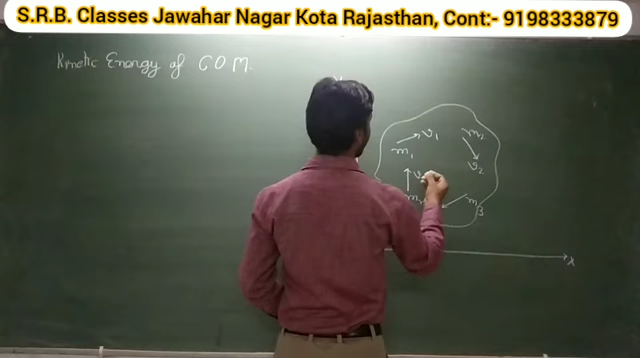 S.R.B. Classes Jawahar Nagar Kota Rajasthan, Cont:- 9198333879
Kinetic Energy of C O M.
v₁
m₂
m₁
v₂
m₃
x